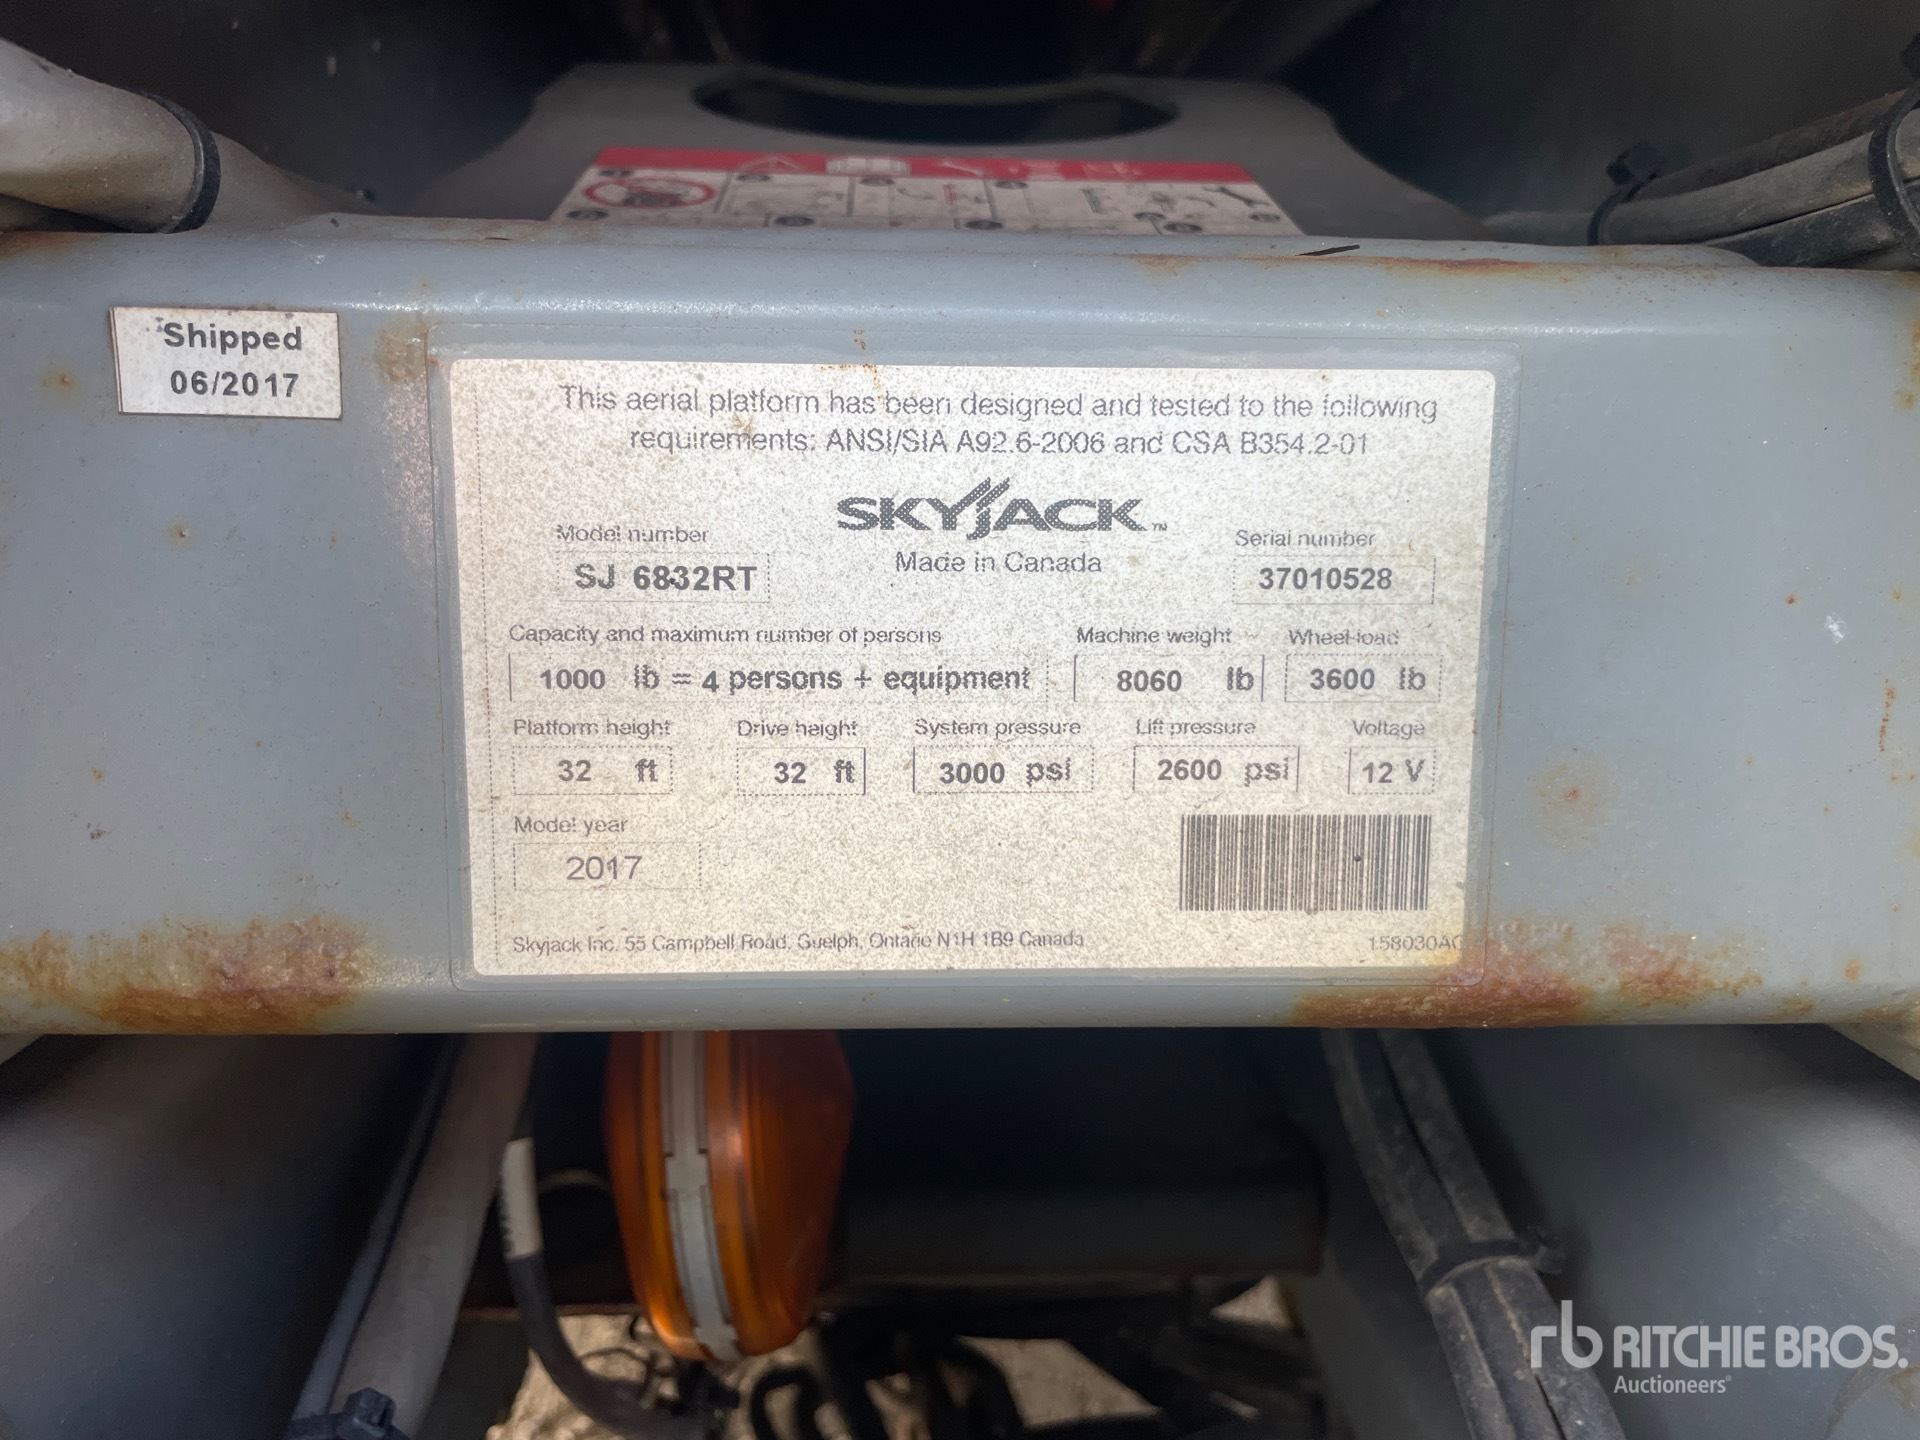 Shipped
06/2017
This aerial platform has been designed and tested to the following
requirements: ANSI/SIA A92.6-2006 and CSA B354.2-01
SKYJACK™
Made in Canada
Model number
SJ 6832RT
Serial number
37010528
Capacity and maximum number of persons
1000 lb = 4 persons + equipment
Machine weight
8060 lb
Wheel-load
3600 lb
Platform height
32 ft
Drive height
32 ft
System pressure
3000 psi
Lift pressure
2600 psi
Voltage
12 V
Model year
2017
Skyjack Inc. 55 Campbell Road, Guelph, Ontario N1H 1B9 Canada
158030AC
rb RITCHIE BROS.
Auctioneers